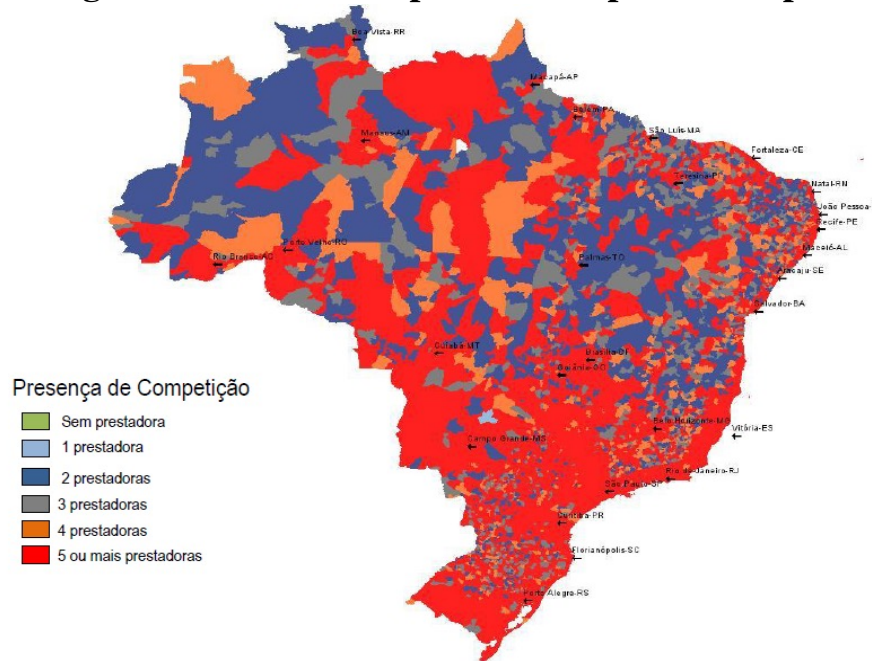 Boa Vista-RR
Macapá-AP
Belém-PA
São Luís-MA
Manaus-AM
Fortaleza-CE
Teresina-PI
Natal-RN
João Pessoa-
Recife-PE
Porto Velho-RO
Maceió-AL
Rio Branco-AC
Palmas-TO
Aracaju-SE
Salvador-BA
Cuiabá-MT
Brasília-DF
Goiânia-GO
Presença de Competição
Sem prestadora
1 prestadora
2 prestadoras
3 prestadoras
4 prestadoras
5 ou mais prestadoras
Belo Horizonte-MG
Vitória-ES
Campo Grande-MS
Rio de Janeiro-RJ
São Paulo-SP
Curitiba-PR
Florianópolis-SC
Porto Alegre-RS